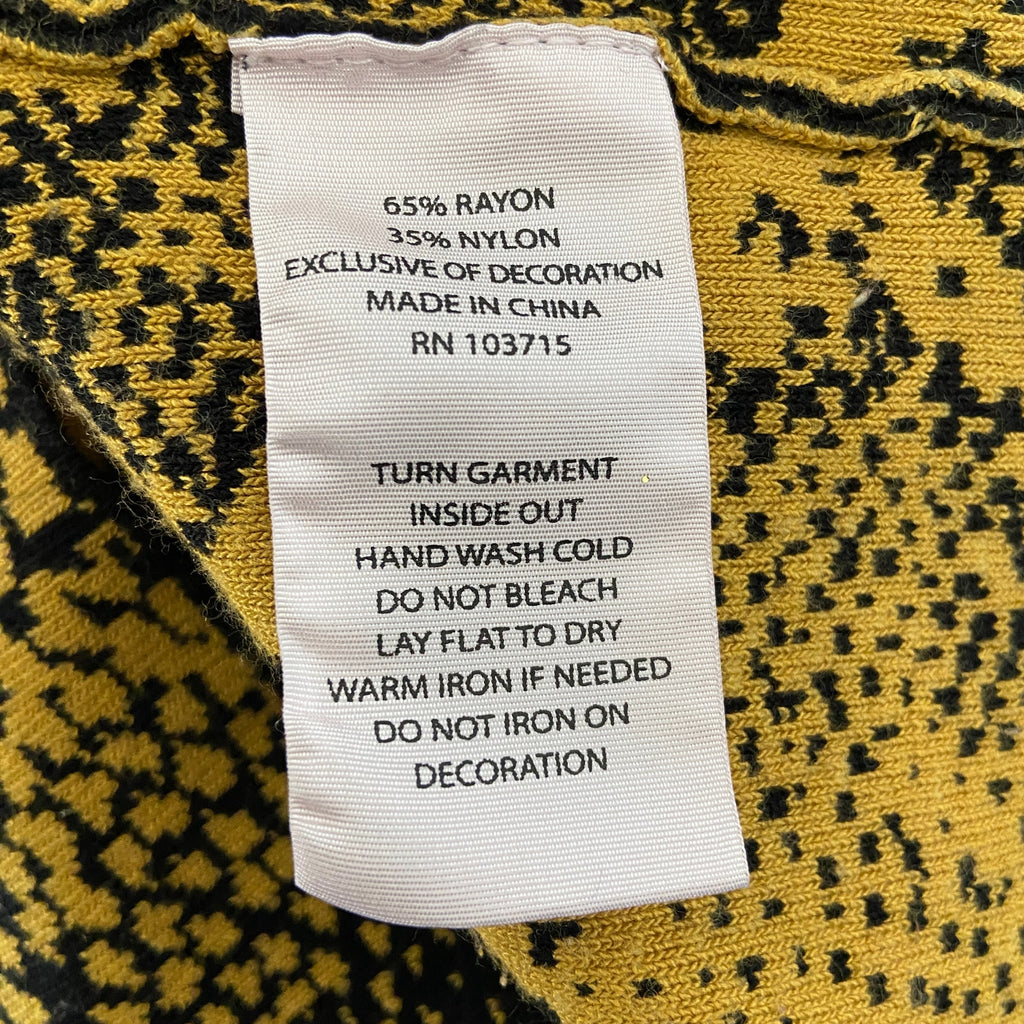 65% RAYON
35% NYLON
EXCLUSIVE OF DECORATION
MADE IN CHINA
RN 103715
TURN GARMENT
INSIDE OUT
HAND WASH COLD
DO NOT BLEACH
LAY FLAT TO DRY
WARM IRON IF NEEDED
DO NOT IRON ON
DECORATION